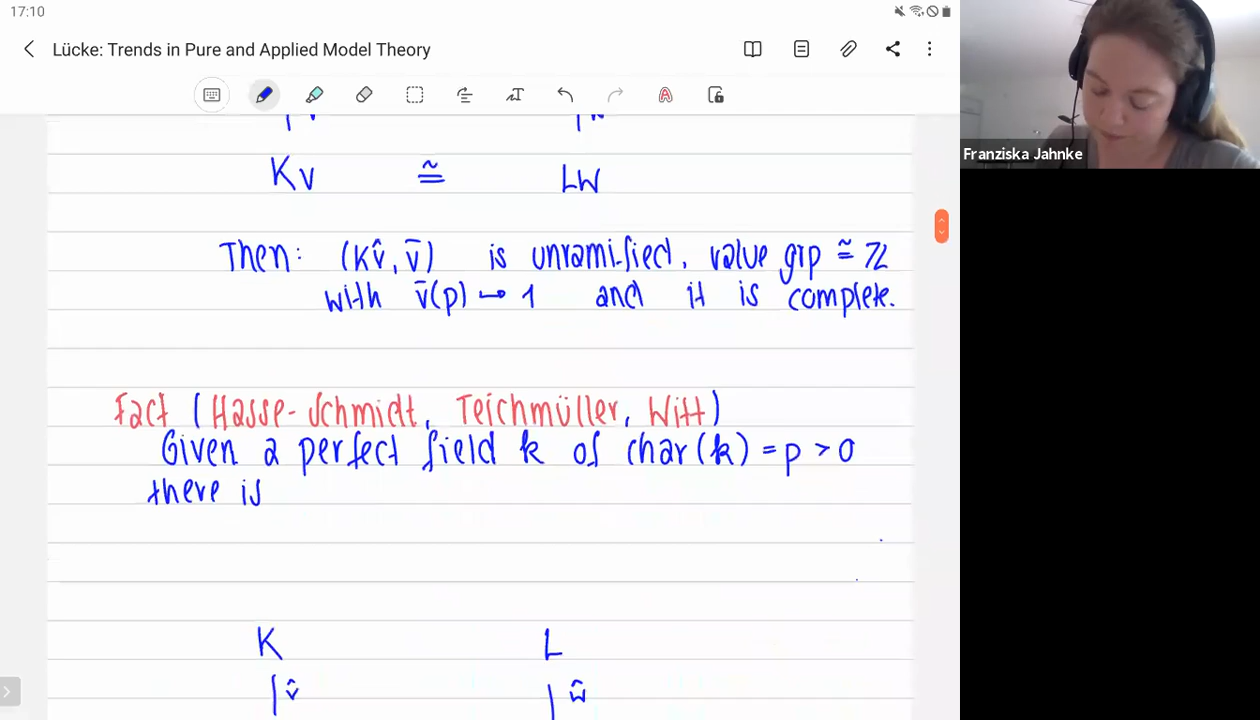 17:10
Lücke: Trends in Pure and Applied Model Theory
Kv ≅ Lw
Then: (Kv̂, v̄) is unramified, value grp ≅ ℤ
with v̄(p) ↦ 1 and it is complete.
Fact (Hasse-Schmidt, Teichmüller, Witt)
Given a perfect field k of char(k) = p > 0
there is
K L
v̂ ŵ
Franziska Jahnke